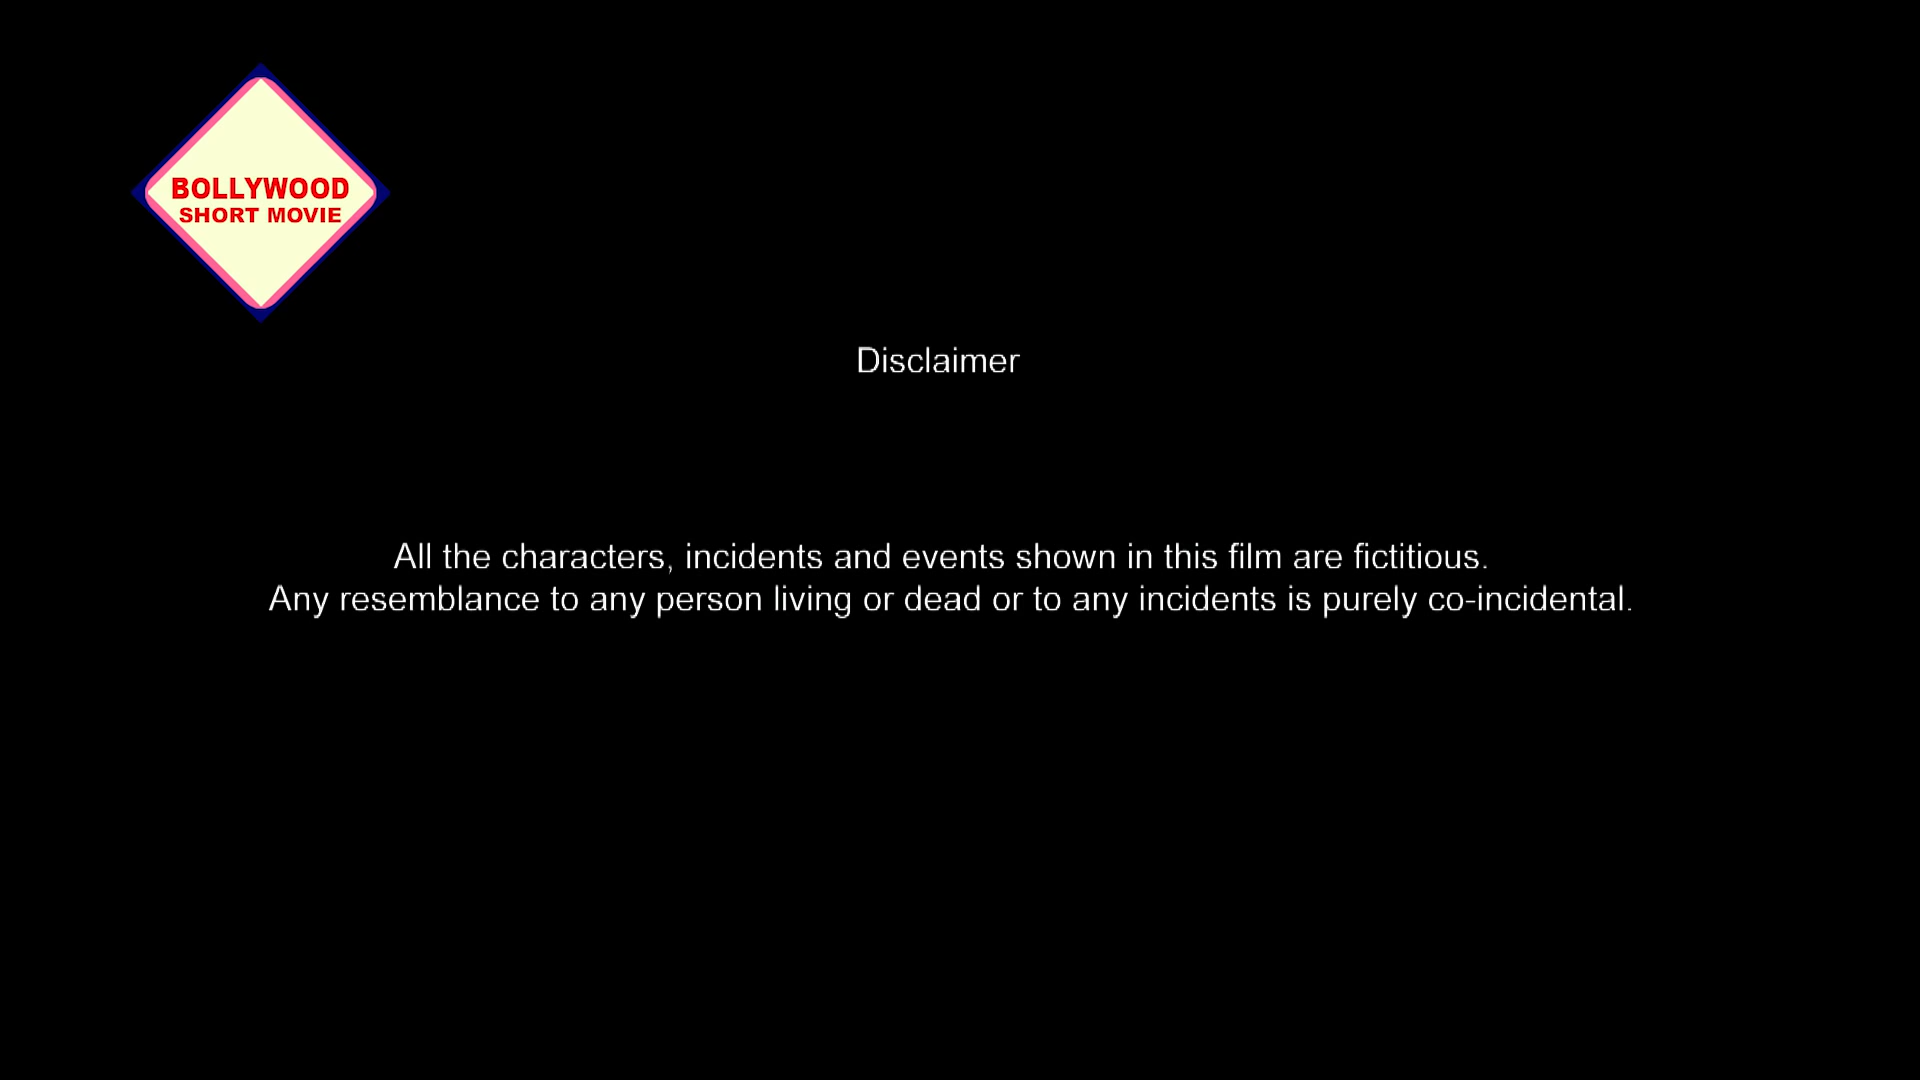 BOLLYWOOD
SHORT MOVIE
Disclaimer
All the characters, incidents and events shown in this film are fictitious.
Any resemblance to any person living or dead or to any incidents is purely co-incidental.